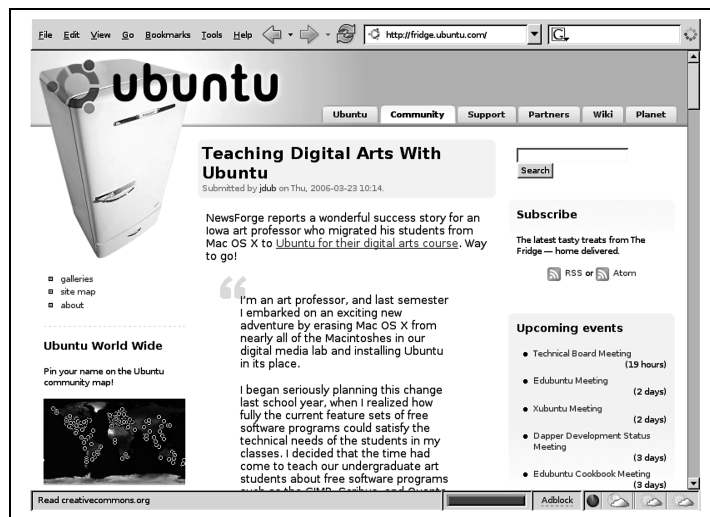 File Edit View Go Bookmarks Tools Help
http://fridge.ubuntu.com/
G
ubuntu
Ubuntu Community Support Partners Wiki Planet
Teaching Digital Arts With
Ubuntu
Submitted by jdub on Thu, 2006-03-23 10:14.
NewsForge reports a wonderful success story for an
Iowa art professor who migrated his students from
Mac OS X to Ubuntu for their digital arts course. Way
to go!
“
I'm an art professor, and last semester
I embarked on an exciting new
adventure by erasing Mac OS X from
nearly all of the Macintoshes in our
digital media lab and installing Ubuntu
in its place.
I began seriously planning this change
last school year, when I realized how
fully the current feature sets of free
software programs could satisfy the
technical needs of the students in my
classes. I decided that the time had
come to teach our undergraduate art
students about free software programs
galleries
site map
about
Ubuntu World Wide
Pin your name on the Ubuntu
community map!
Search
Subscribe
The latest tasty treats from The
Fridge — home delivered.
RSS or Atom
Upcoming events
Technical Board Meeting
(19 hours)
Edubuntu Meeting
(2 days)
Xubuntu Meeting
(2 days)
Dapper Development Status
Meeting
(3 days)
Edubuntu Cookbook Meeting
(3 days)
Read creativecommons.org
Adblock